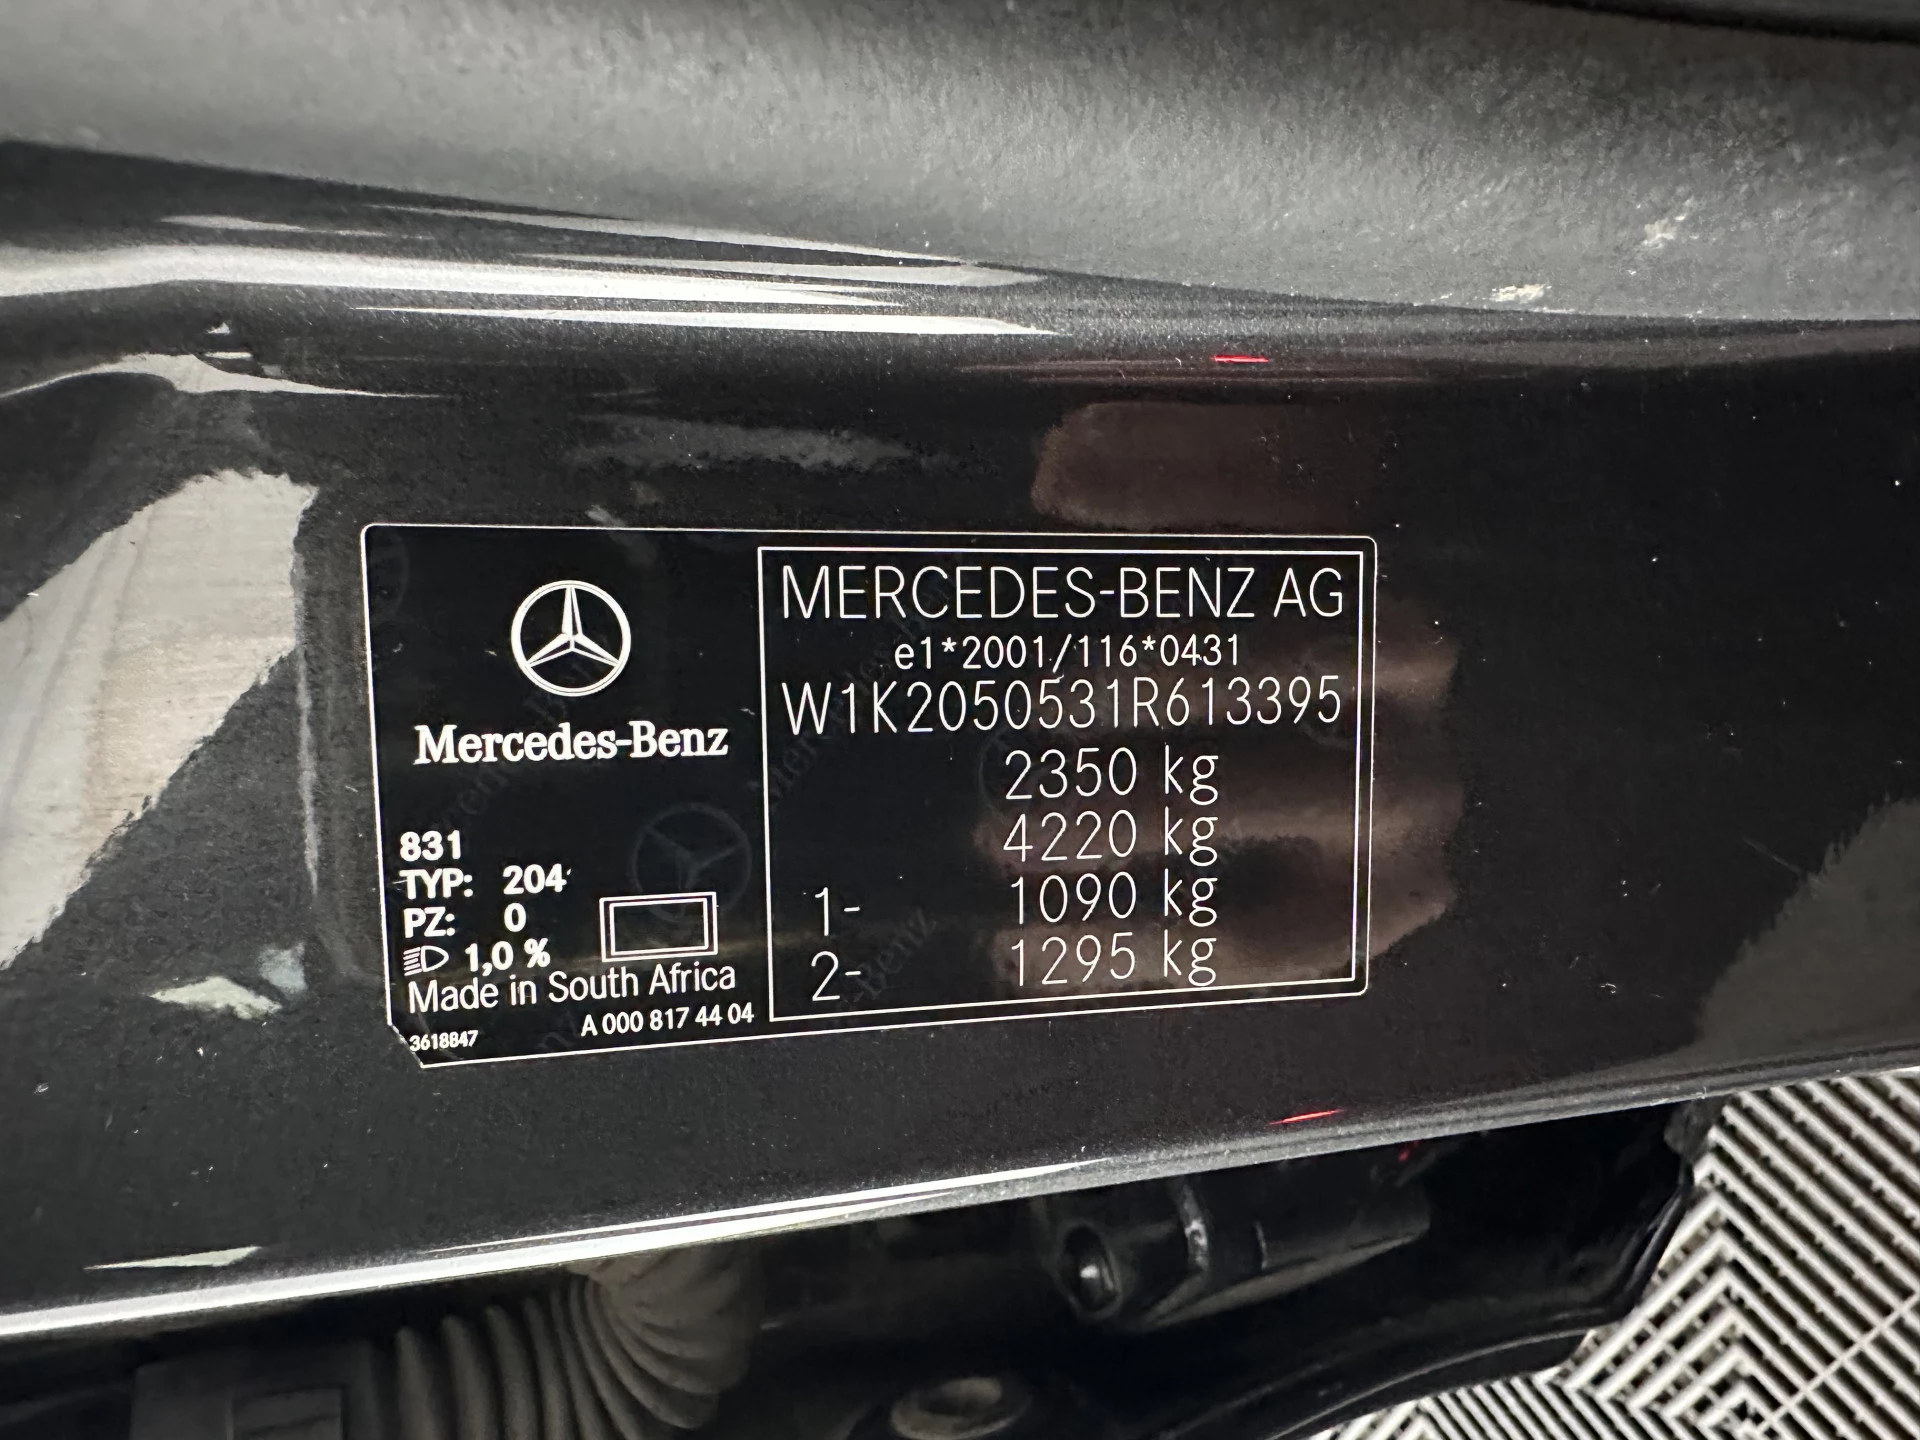 Mercedes-Benz
831
TYP: 204
PZ: 0
1,0 %
Made in South Africa
A 000 817 44 04
3618847
MERCEDES-BENZ AG
e1*2001/116*0431
W1K2050531R613395
2350 kg
4220 kg
1- 1090 kg
2- 1295 kg